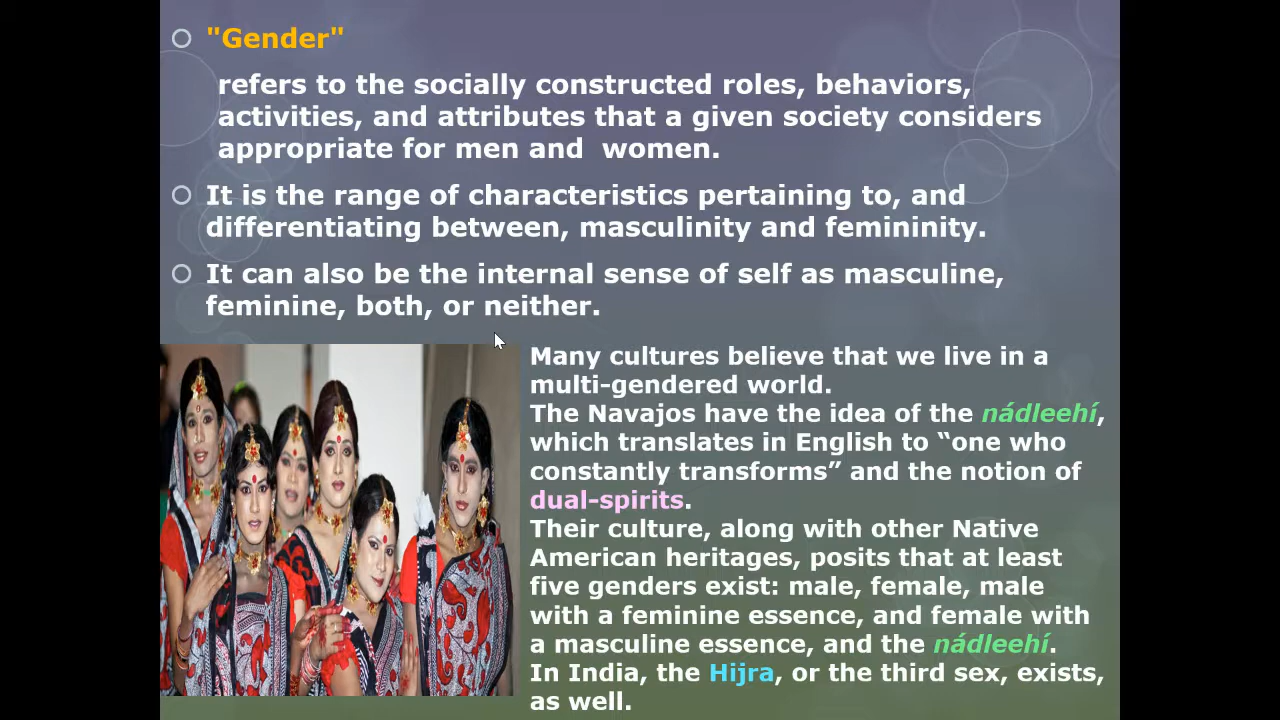 "Gender"
refers to the socially constructed roles, behaviors,
activities, and attributes that a given society considers
appropriate for men and women.
It is the range of characteristics pertaining to, and
differentiating between, masculinity and femininity.
It can also be the internal sense of self as masculine,
feminine, both, or neither.
Many cultures believe that we live in a
multi-gendered world.
The Navajos have the idea of the nádleehí,
which translates in English to “one who
constantly transforms” and the notion of
dual-spirits.
Their culture, along with other Native
American heritages, posits that at least
five genders exist: male, female, male
with a feminine essence, and female with
a masculine essence, and the nádleehí.
In India, the Hijra, or the third sex, exists,
as well.